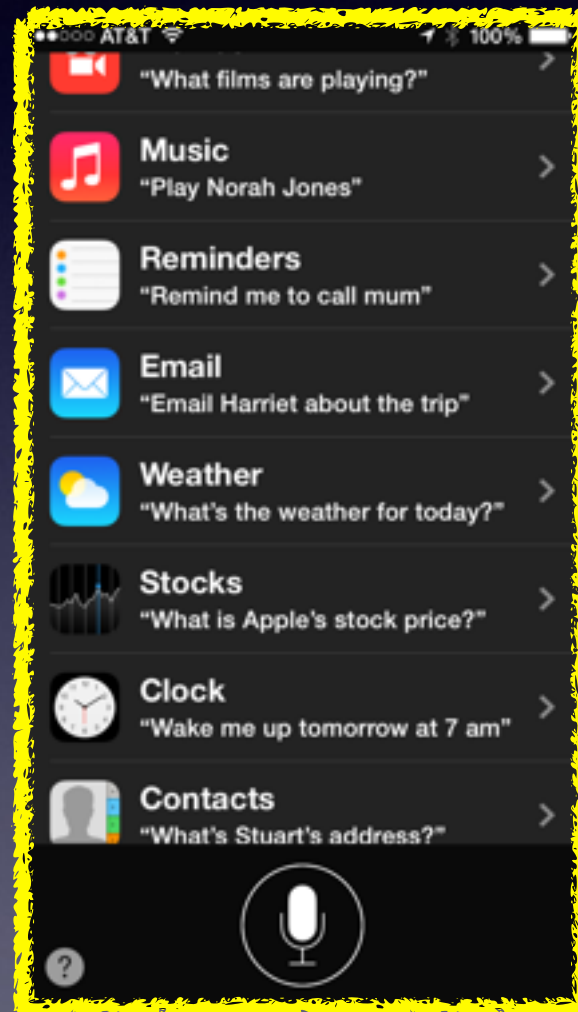 AT&T 100%
“What films are playing?”
Music
“Play Norah Jones”
Reminders
“Remind me to call mum”
Email
“Email Harriet about the trip”
Weather
“What’s the weather for today?”
Stocks
“What is Apple’s stock price?”
Clock
“Wake me up tomorrow at 7 am”
Contacts
“What’s Stuart’s address?”
?